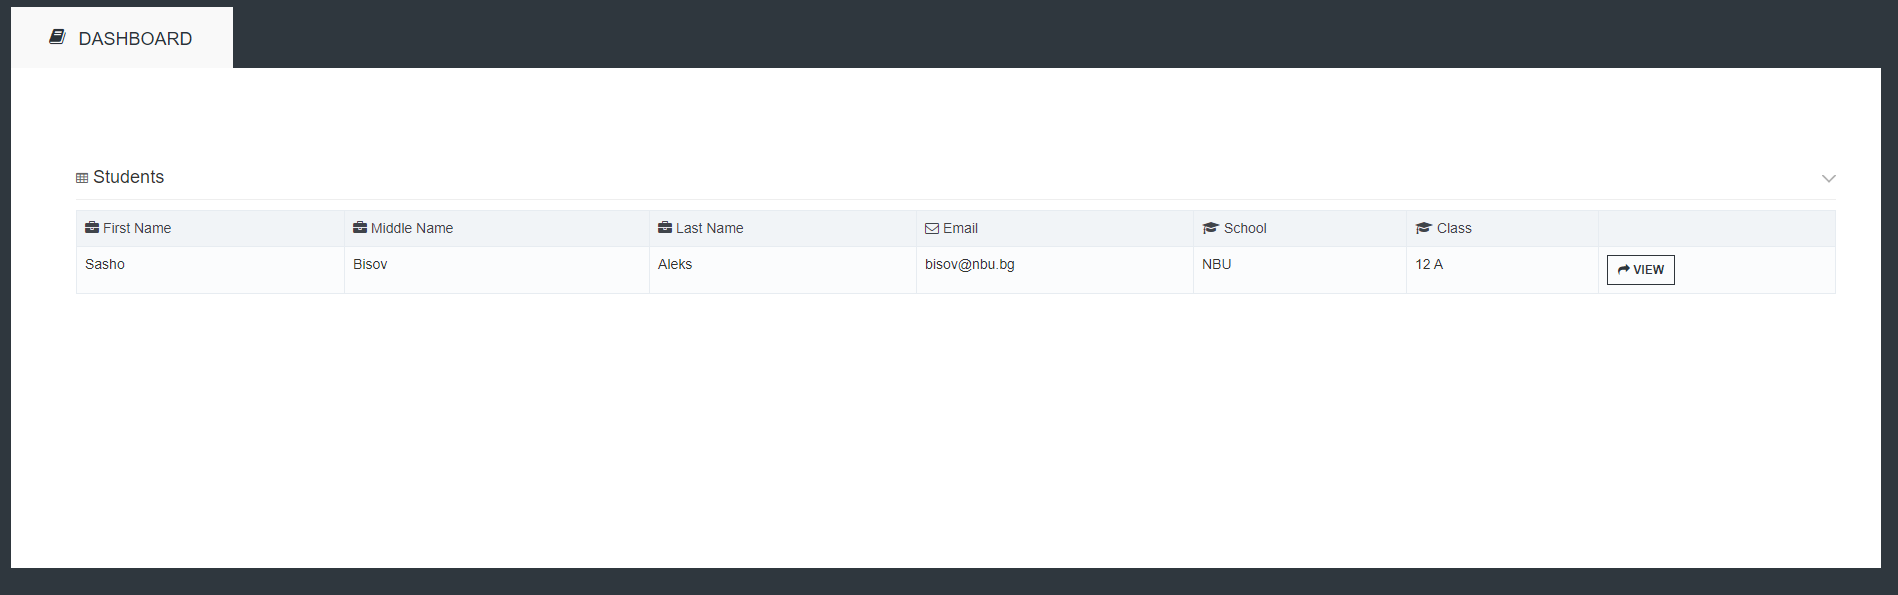 DASHBOARD
Students
First Name Middle Name Last Name Email School Class
Sasho Bisov Aleks bisov@nbu.bg NBU 12 A VIEW